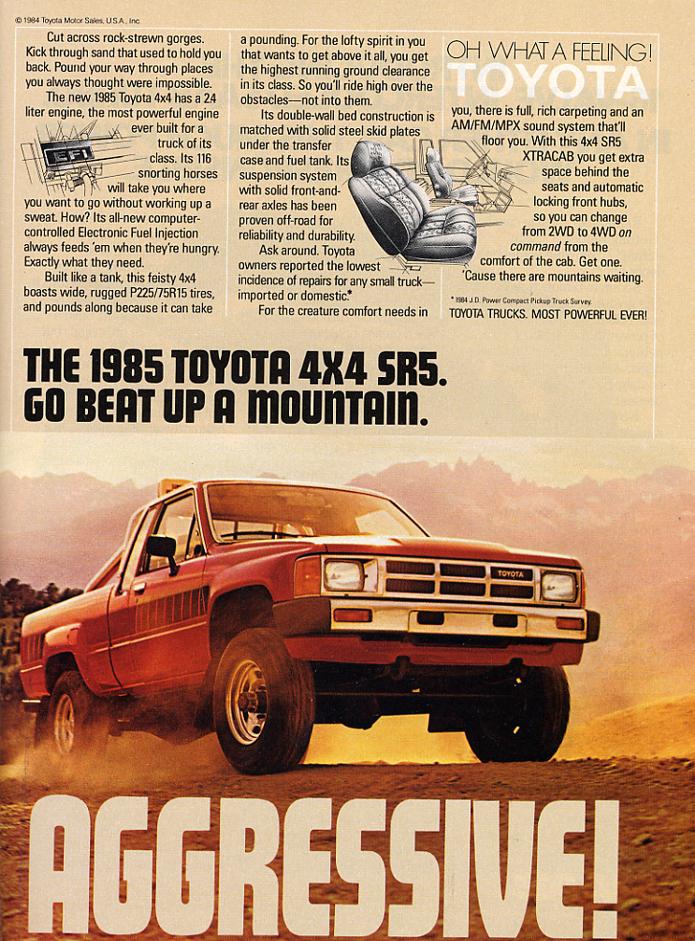 © 1984 Toyota Motor Sales, U.S.A., Inc.
Cut across rock-strewn gorges.
Kick through sand that used to hold you
back. Pound your way through places
you always thought were impossible.
The new 1985 Toyota 4x4 has a 2.4
liter engine, the most powerful engine
ever built for a
truck of its
class. Its 116
snorting horses
will take you where
you want to go without working up a
sweat. How? Its all-new computer-
controlled Electronic Fuel Injection
always feeds 'em when they're hungry.
Exactly what they need.
Built like a tank, this feisty 4x4
boasts wide, rugged P225/75R15 tires,
and pounds along because it can take
EFI
a pounding. For the lofty spirit in you
that wants to get above it all, you get
the highest running ground clearance
in its class. So you'll ride high over the
obstacles—not into them.
Its double-wall bed construction is
matched with solid steel skid plates
under the transfer
case and fuel tank. Its
suspension system
with solid front-and-
rear axles has been
proven off-road for
reliability and durability.
Ask around. Toyota
owners reported the lowest
incidence of repairs for any small truck—
imported or domestic.*
For the creature comfort needs in
OH WHAT A FEELING!
TOYOTA
you, there is full, rich carpeting and an
AM/FM/MPX sound system that'll
floor you. With this 4x4 SR5
XTRACAB you get extra
space behind the
seats and automatic
locking front hubs,
so you can change
from 2WD to 4WD on
command from the
comfort of the cab. Get one.
'Cause there are mountains waiting.
* 1984 J.D. Power Compact Pickup Truck Survey.
TOYOTA TRUCKS. MOST POWERFUL EVER!
THE 1985 TOYOTA 4X4 SR5.
GO BEAT UP A MOUNTAIN.
TOYOTA
AGGRESSIVE!